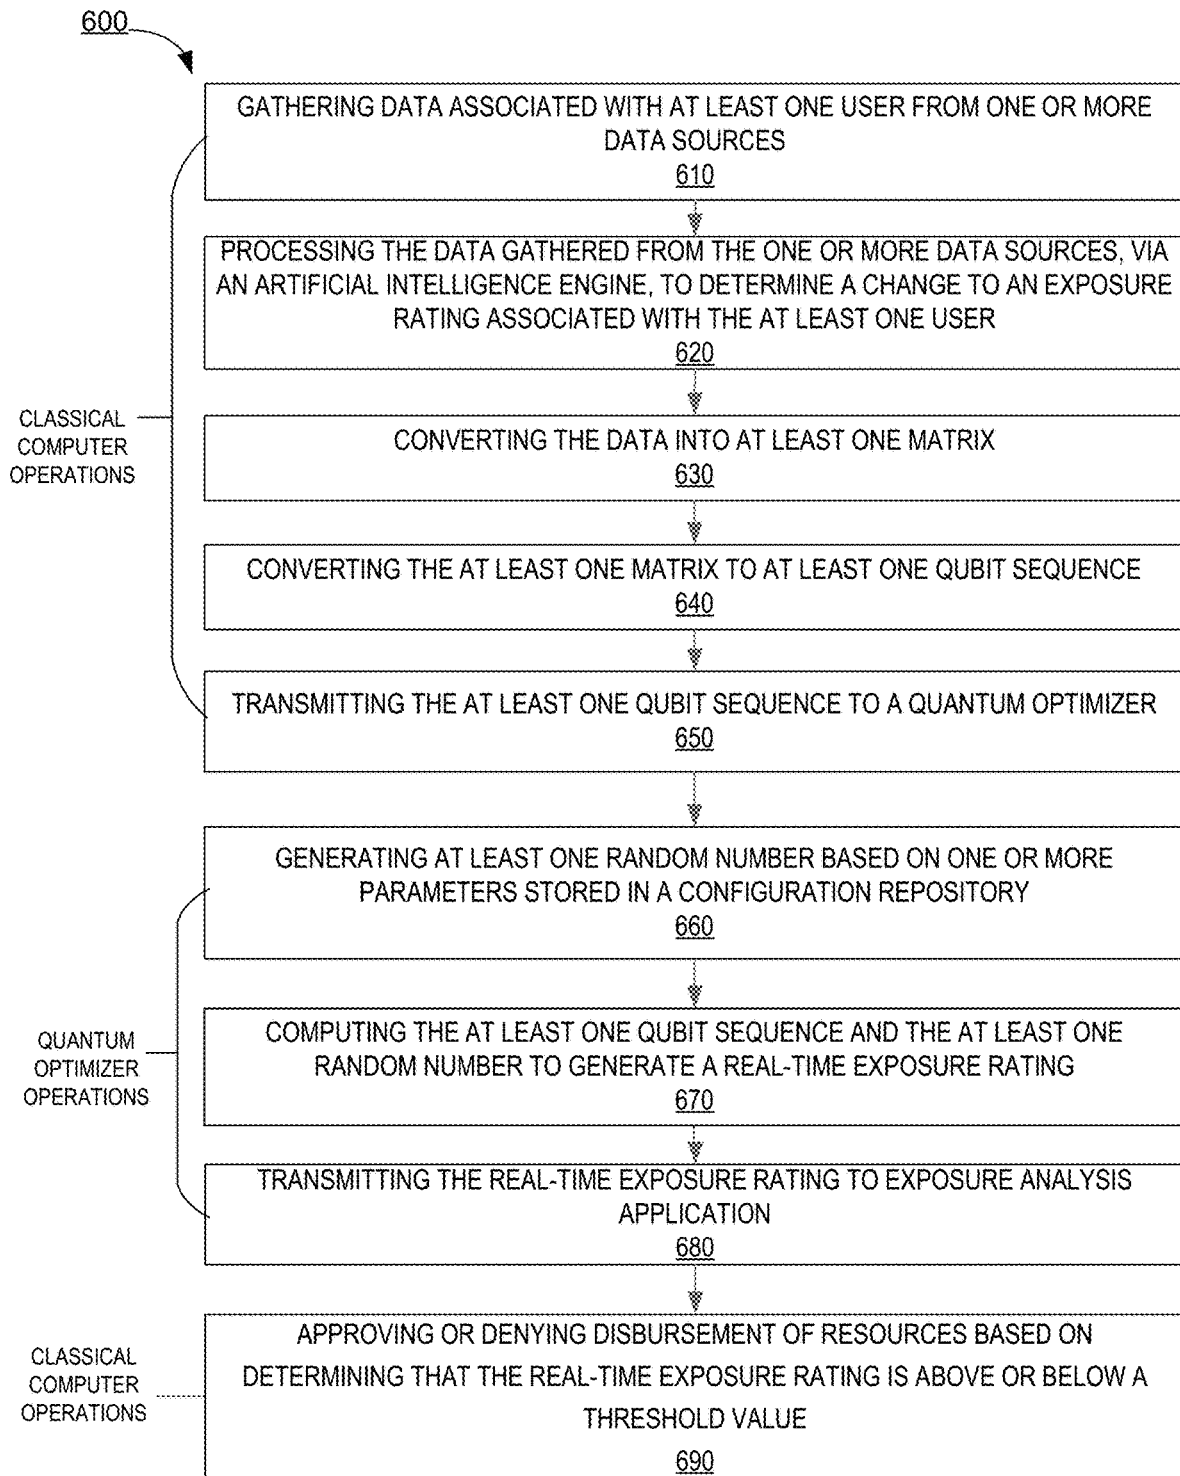 600
GATHERING DATA ASSOCIATED WITH AT LEAST ONE USER FROM ONE OR MORE
DATA SOURCES
610
PROCESSING THE DATA GATHERED FROM THE ONE OR MORE DATA SOURCES, VIA
AN ARTIFICIAL INTELLIGENCE ENGINE, TO DETERMINE A CHANGE TO AN EXPOSURE
RATING ASSOCIATED WITH THE AT LEAST ONE USER
620
CLASSICAL
COMPUTER
OPERATIONS
CONVERTING THE DATA INTO AT LEAST ONE MATRIX
630
CONVERTING THE AT LEAST ONE MATRIX TO AT LEAST ONE QUBIT SEQUENCE
640
TRANSMITTING THE AT LEAST ONE QUBIT SEQUENCE TO A QUANTUM OPTIMIZER
650
GENERATING AT LEAST ONE RANDOM NUMBER BASED ON ONE OR MORE
PARAMETERS STORED IN A CONFIGURATION REPOSITORY
660
QUANTUM
OPTIMIZER
OPERATIONS
COMPUTING THE AT LEAST ONE QUBIT SEQUENCE AND THE AT LEAST ONE
RANDOM NUMBER TO GENERATE A REAL-TIME EXPOSURE RATING
670
TRANSMITTING THE REAL-TIME EXPOSURE RATING TO EXPOSURE ANALYSIS
APPLICATION
680
CLASSICAL
COMPUTER
OPERATIONS
APPROVING OR DENYING DISBURSEMENT OF RESOURCES BASED ON
DETERMINING THAT THE REAL-TIME EXPOSURE RATING IS ABOVE OR BELOW A
THRESHOLD VALUE
690